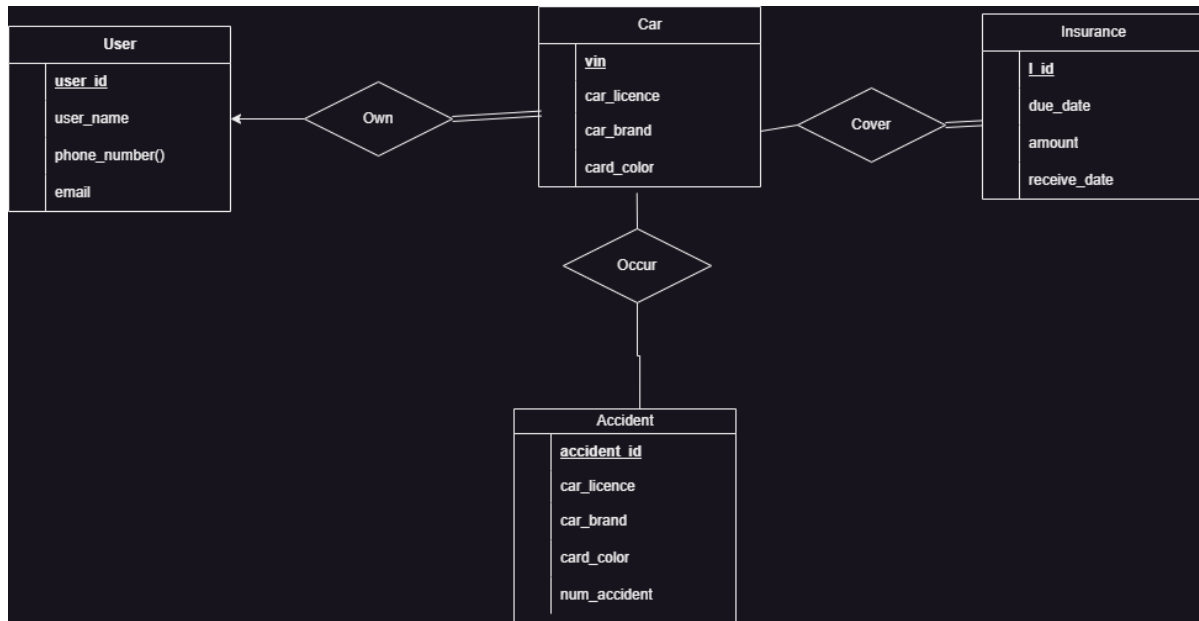 User
user_id
user_name
phone_number()
email
Own
Car
vin
car_licence
car_brand
card_color
Cover
Insurance
I_id
due_date
amount
receive_date
Occur
Accident
accident_id
car_licence
car_brand
card_color
num_accident